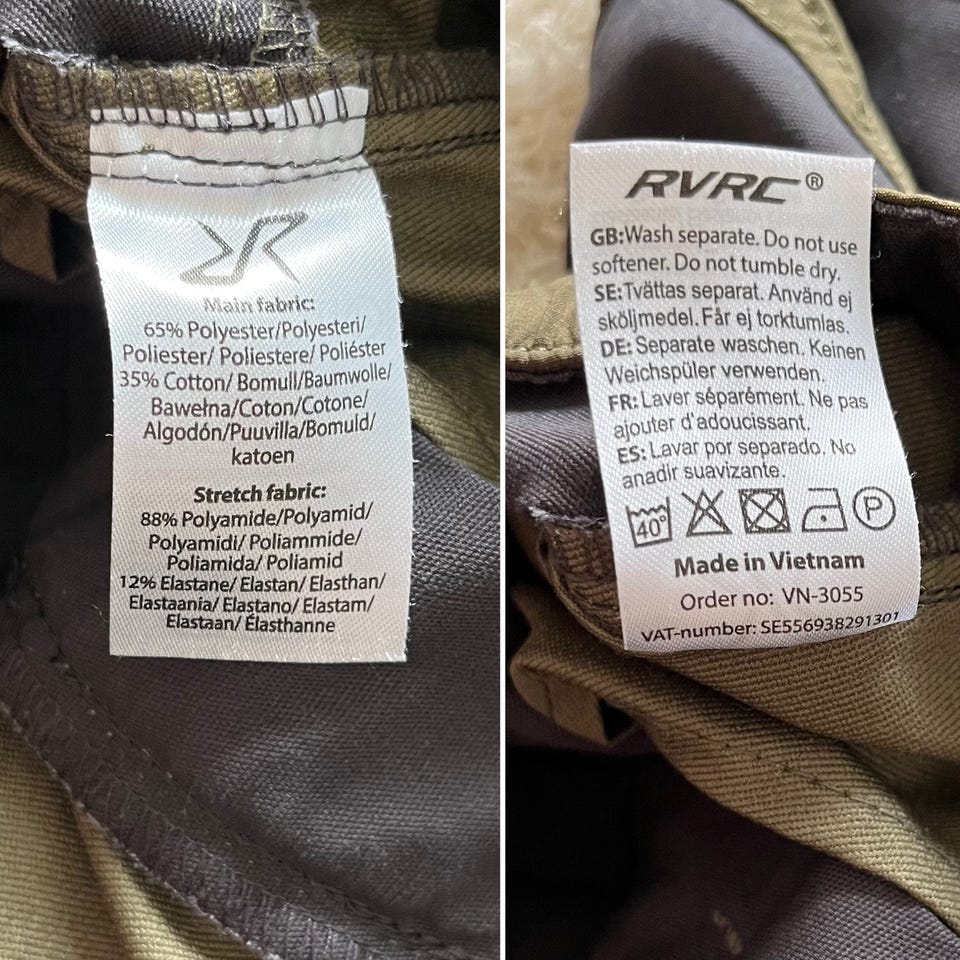 Main fabric:
65% Polyester/Polyesteri/
Poliester/ Poliestere/ Poliéster
35% Cotton/ Bomull/Baumwolle/
Bawełna/Coton/Cotone/
Algodón/Puuvilla/Bomuld/
katoen
Stretch fabric:
88% Polyamide/Polyamid/
Polyamidi/ Poliammide/
Poliamida/ Poliamid
12% Elastane/ Elastan/ Elasthan/
Elastaania/ Elastano/ Elastam/
Elastaan/ Élasthanne
RVRC®
GB:Wash separate. Do not use
softener. Do not tumble dry.
SE:Tvättas separat. Använd ej
sköljmedel. Får ej torktumlas.
DE: Separate waschen. Keinen
Weichspüler verwenden.
FR: Laver séparément. Ne pas
ajouter d'adoucissant.
ES: Lavar por separado. No
anadir suavizante.
40° P
Made in Vietnam
Order no: VN-3055
VAT-number: SE556938291301